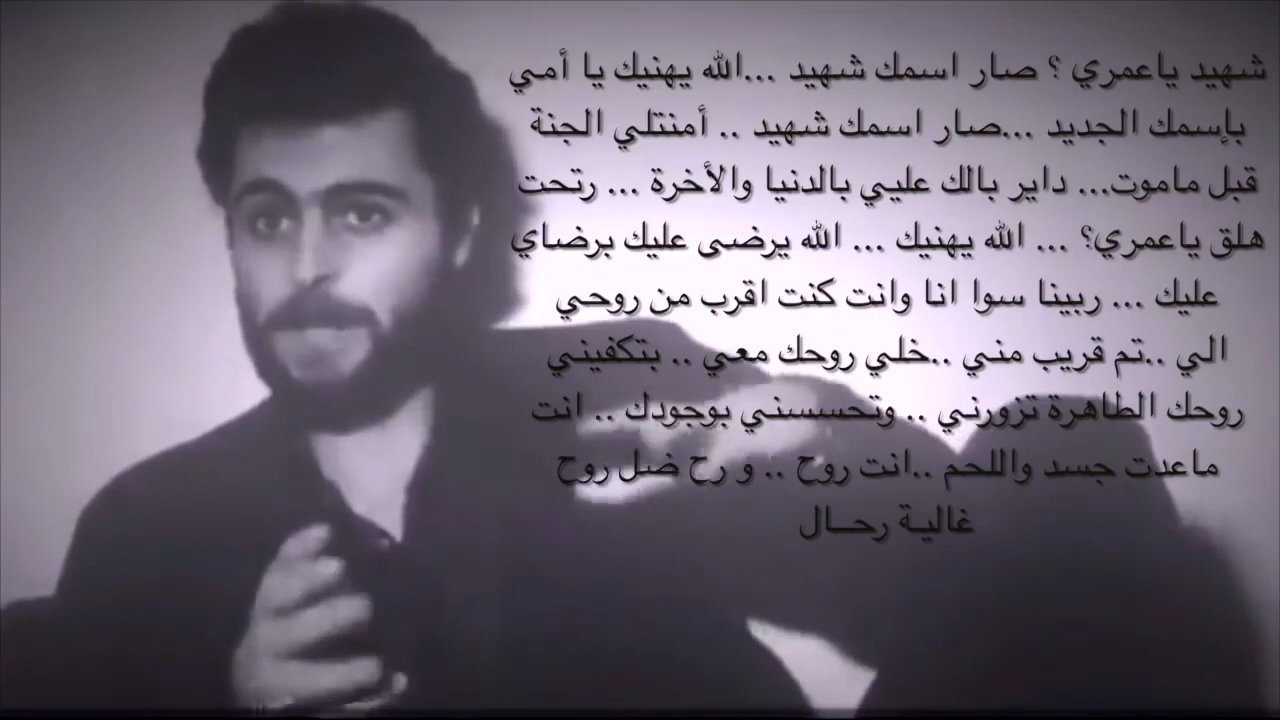 شهيد ياعمري ؟ صار اسمك شهيد ...الله يهنيك يا أمي
بإسمك الجديد ...صار اسمك شهيد .. أمنتلي الجنة
قبل ماموت... داير بالك عليي بالدنيا والأخرة ... رتحت
هلق ياعمري؟ ... الله يهنيك ... الله يرضى عليك برضاي
عليك ... ربينا سوا انا وانت كنت اقرب من روحي
الي ..تم قريب مني ..خلي روحك معي .. بتكفيني
روحك الطاهرة تزورني .. وتحسسني بوجودك .. انت
ماعدت جسد واللحم ..انت روح .. و رح ضل روح
غالية رحــال